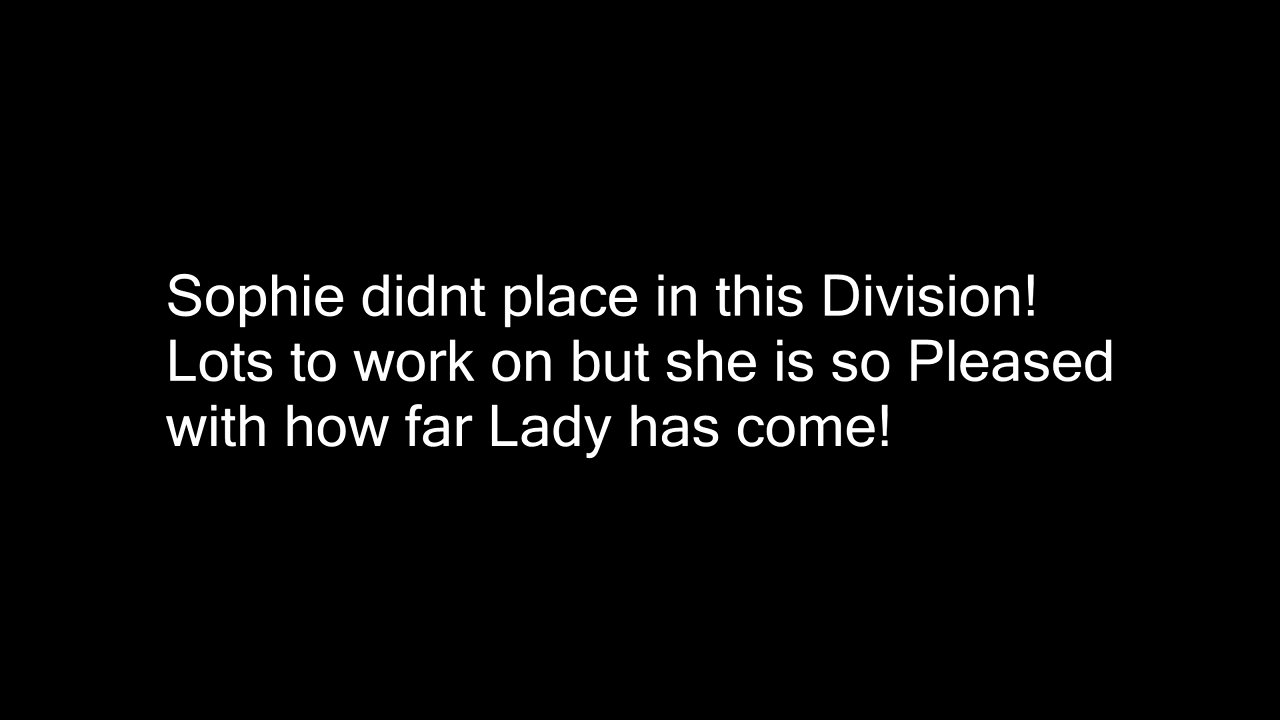 Sophie didnt place in this Division!
Lots to work on but she is so Pleased
with how far Lady has come!